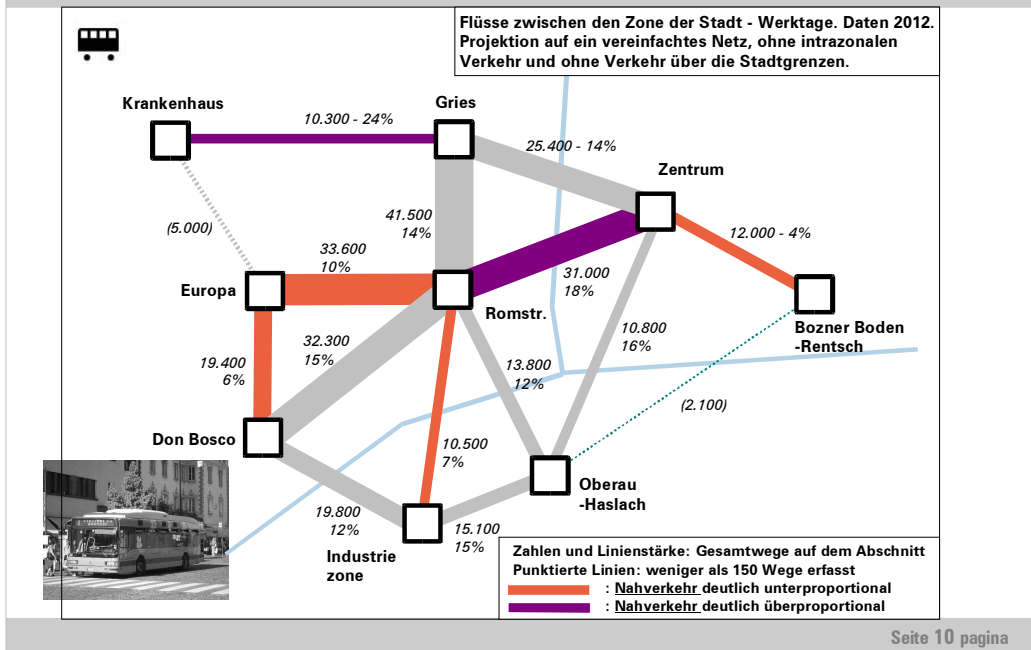 Flüsse zwischen den Zone der Stadt - Werktage. Daten 2012.
Projektion auf ein vereinfachtes Netz, ohne intrazonalen
Verkehr und ohne Verkehr über die Stadtgrenzen.
Krankenhaus
10.300 - 24%
Gries
25.400 - 14%
Zentrum
(5.000)
41.500
14%
33.600
10%
12.000 - 4%
Europa
31.000
18%
Romstr.
Bozner Boden
-Rentsch
19.400
6%
32.300
15%
10.800
16%
13.800
12%
(2.100)
Don Bosco
10.500
7%
Oberau
-Haslach
19.800
12%
15.100
15%
Industrie
zone
Zahlen und Linienstärke: Gesamtwege auf dem Abschnitt
Punktierte Linien: weniger als 150 Wege erfasst
: Nahverkehr deutlich unterproportional
: Nahverkehr deutlich überproportional
Seite 10 pagina